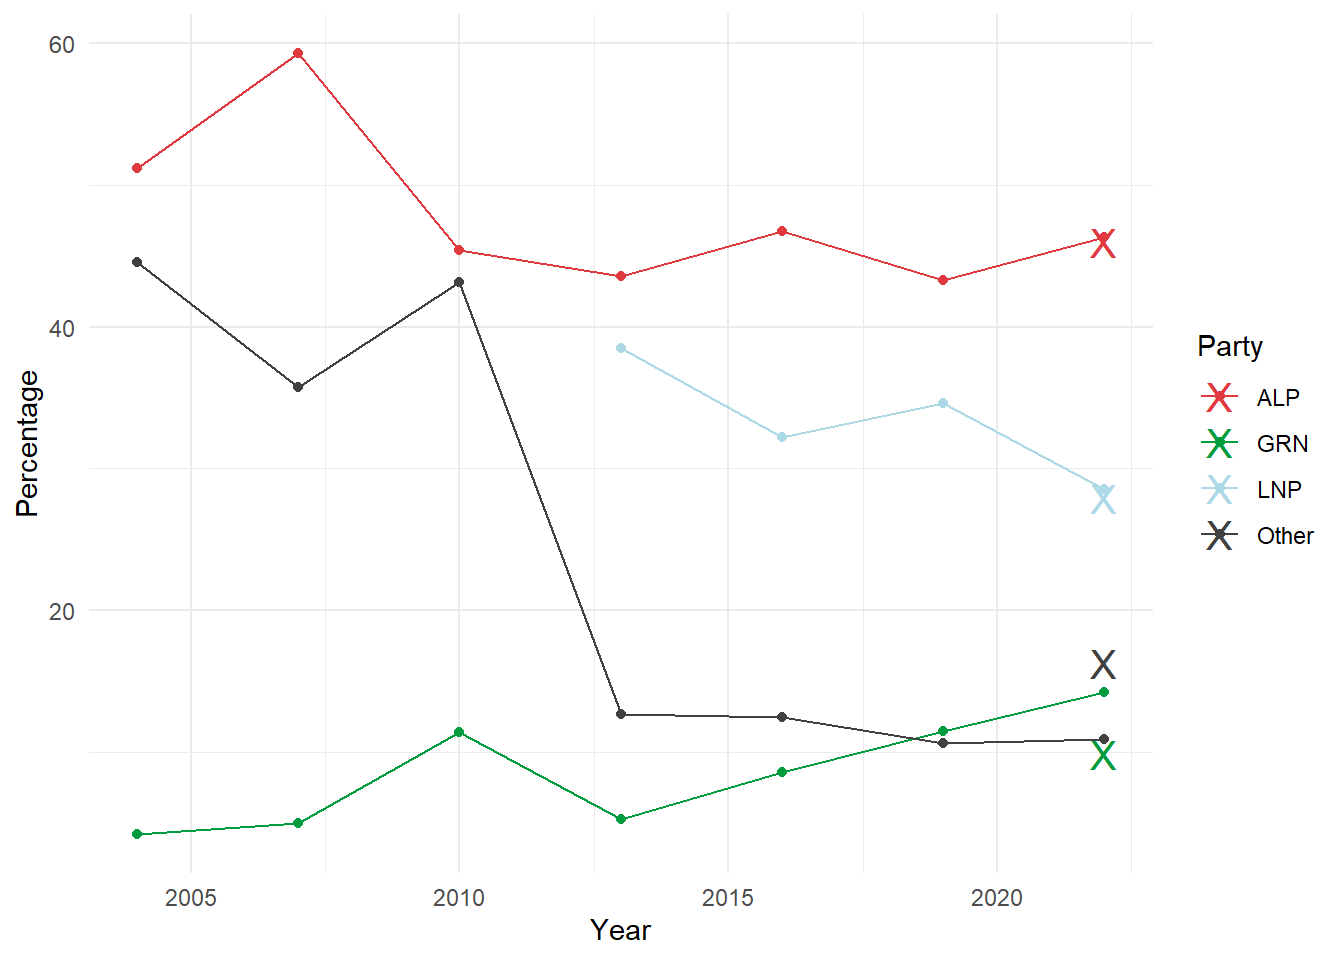 60
40
20
Percentage
2005 2010 2015 2020
Year
X
X
X
X
Party
X ALP
X GRN
X LNP
X Other